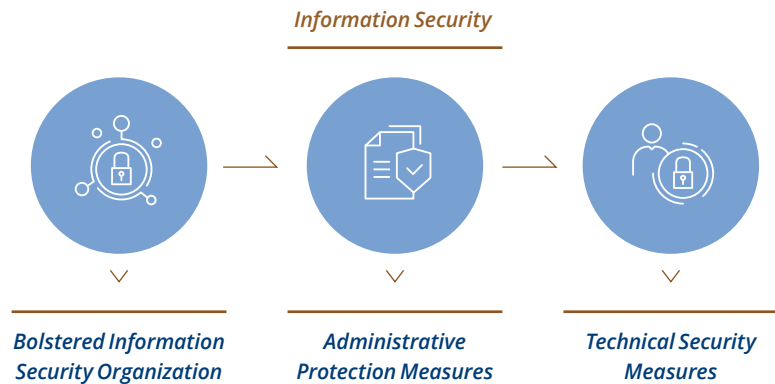 Information Security
Bolstered Information
Security Organization
Administrative
Protection Measures
Technical Security
Measures